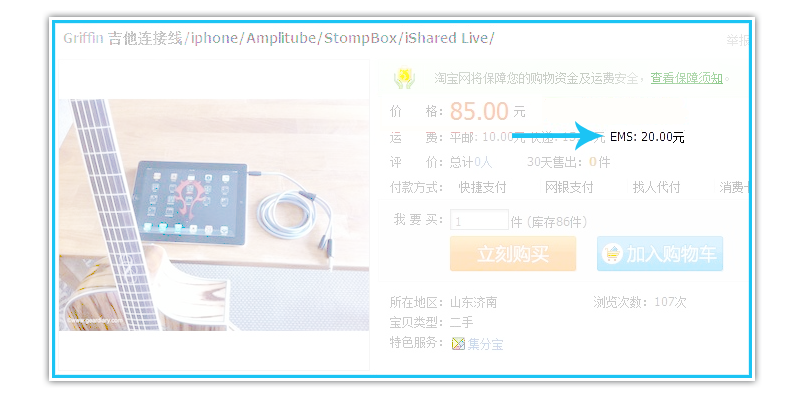 Griffin 吉他连接线/iphone/Amplitube/StompBox/iShared Live/
举报
淘宝网将保障您的购物资金及运费安全，查看保障须知。
价 格：85.00 元
运 费：平邮: 10.00元 快递: 元 EMS: 20.00元
评 价：总计0人 30天售出：0件
付款方式： 快捷支付 网银支付 找人代付 消费卡
我 要 买： 1 件 (库存86件)
立刻购买 加入购物车
所在地区：山东济南 浏览次数：107次
宝贝类型：二手
特色服务：集分宝
www.geardiary.com